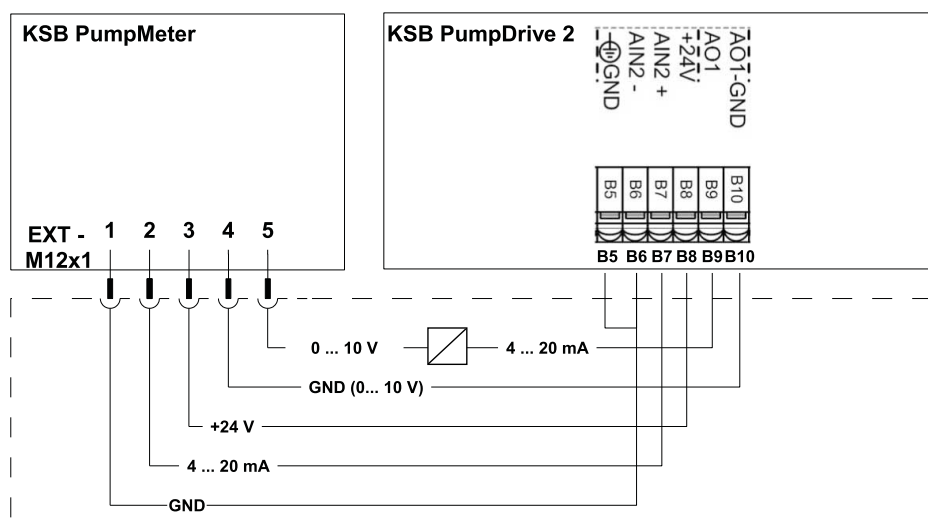 KSB PumpMeter
KSB PumpDrive 2
GND
AIN2 -
AIN2 +
+24V
AO1
AO1-GND
B5 B6 B7 B8 B9 B10
EXT - 1 2 3 4 5
M12x1
B5 B6 B7 B8 B9 B10
0 ... 10 V
4 ... 20 mA
GND (0... 10 V)
+24 V
4 ... 20 mA
GND